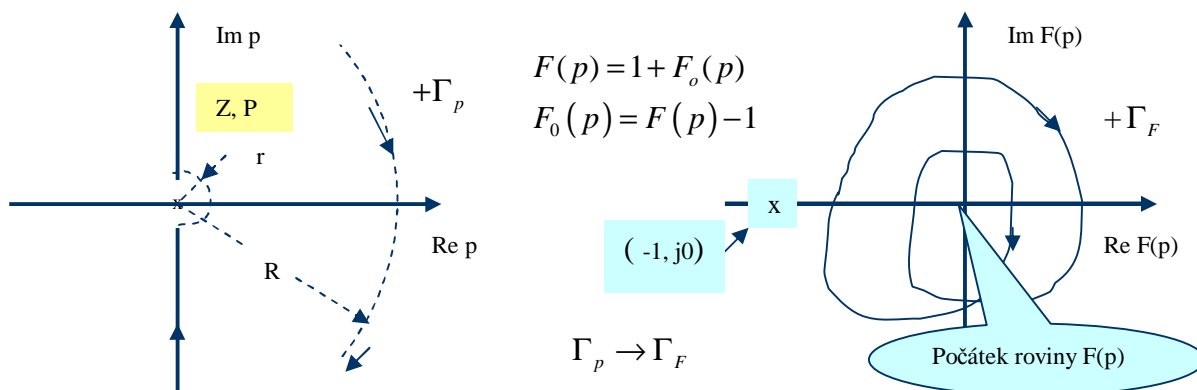 Im p
+Γ_p
Z, P
r
x
Re p
R
F(p) = 1 + F_o(p)
F_0(p) = F(p) − 1
Γ_p → Γ_F
Im F(p)
+Γ_F
x
( -1, j0)
Re F(p)
Počátek roviny F(p)